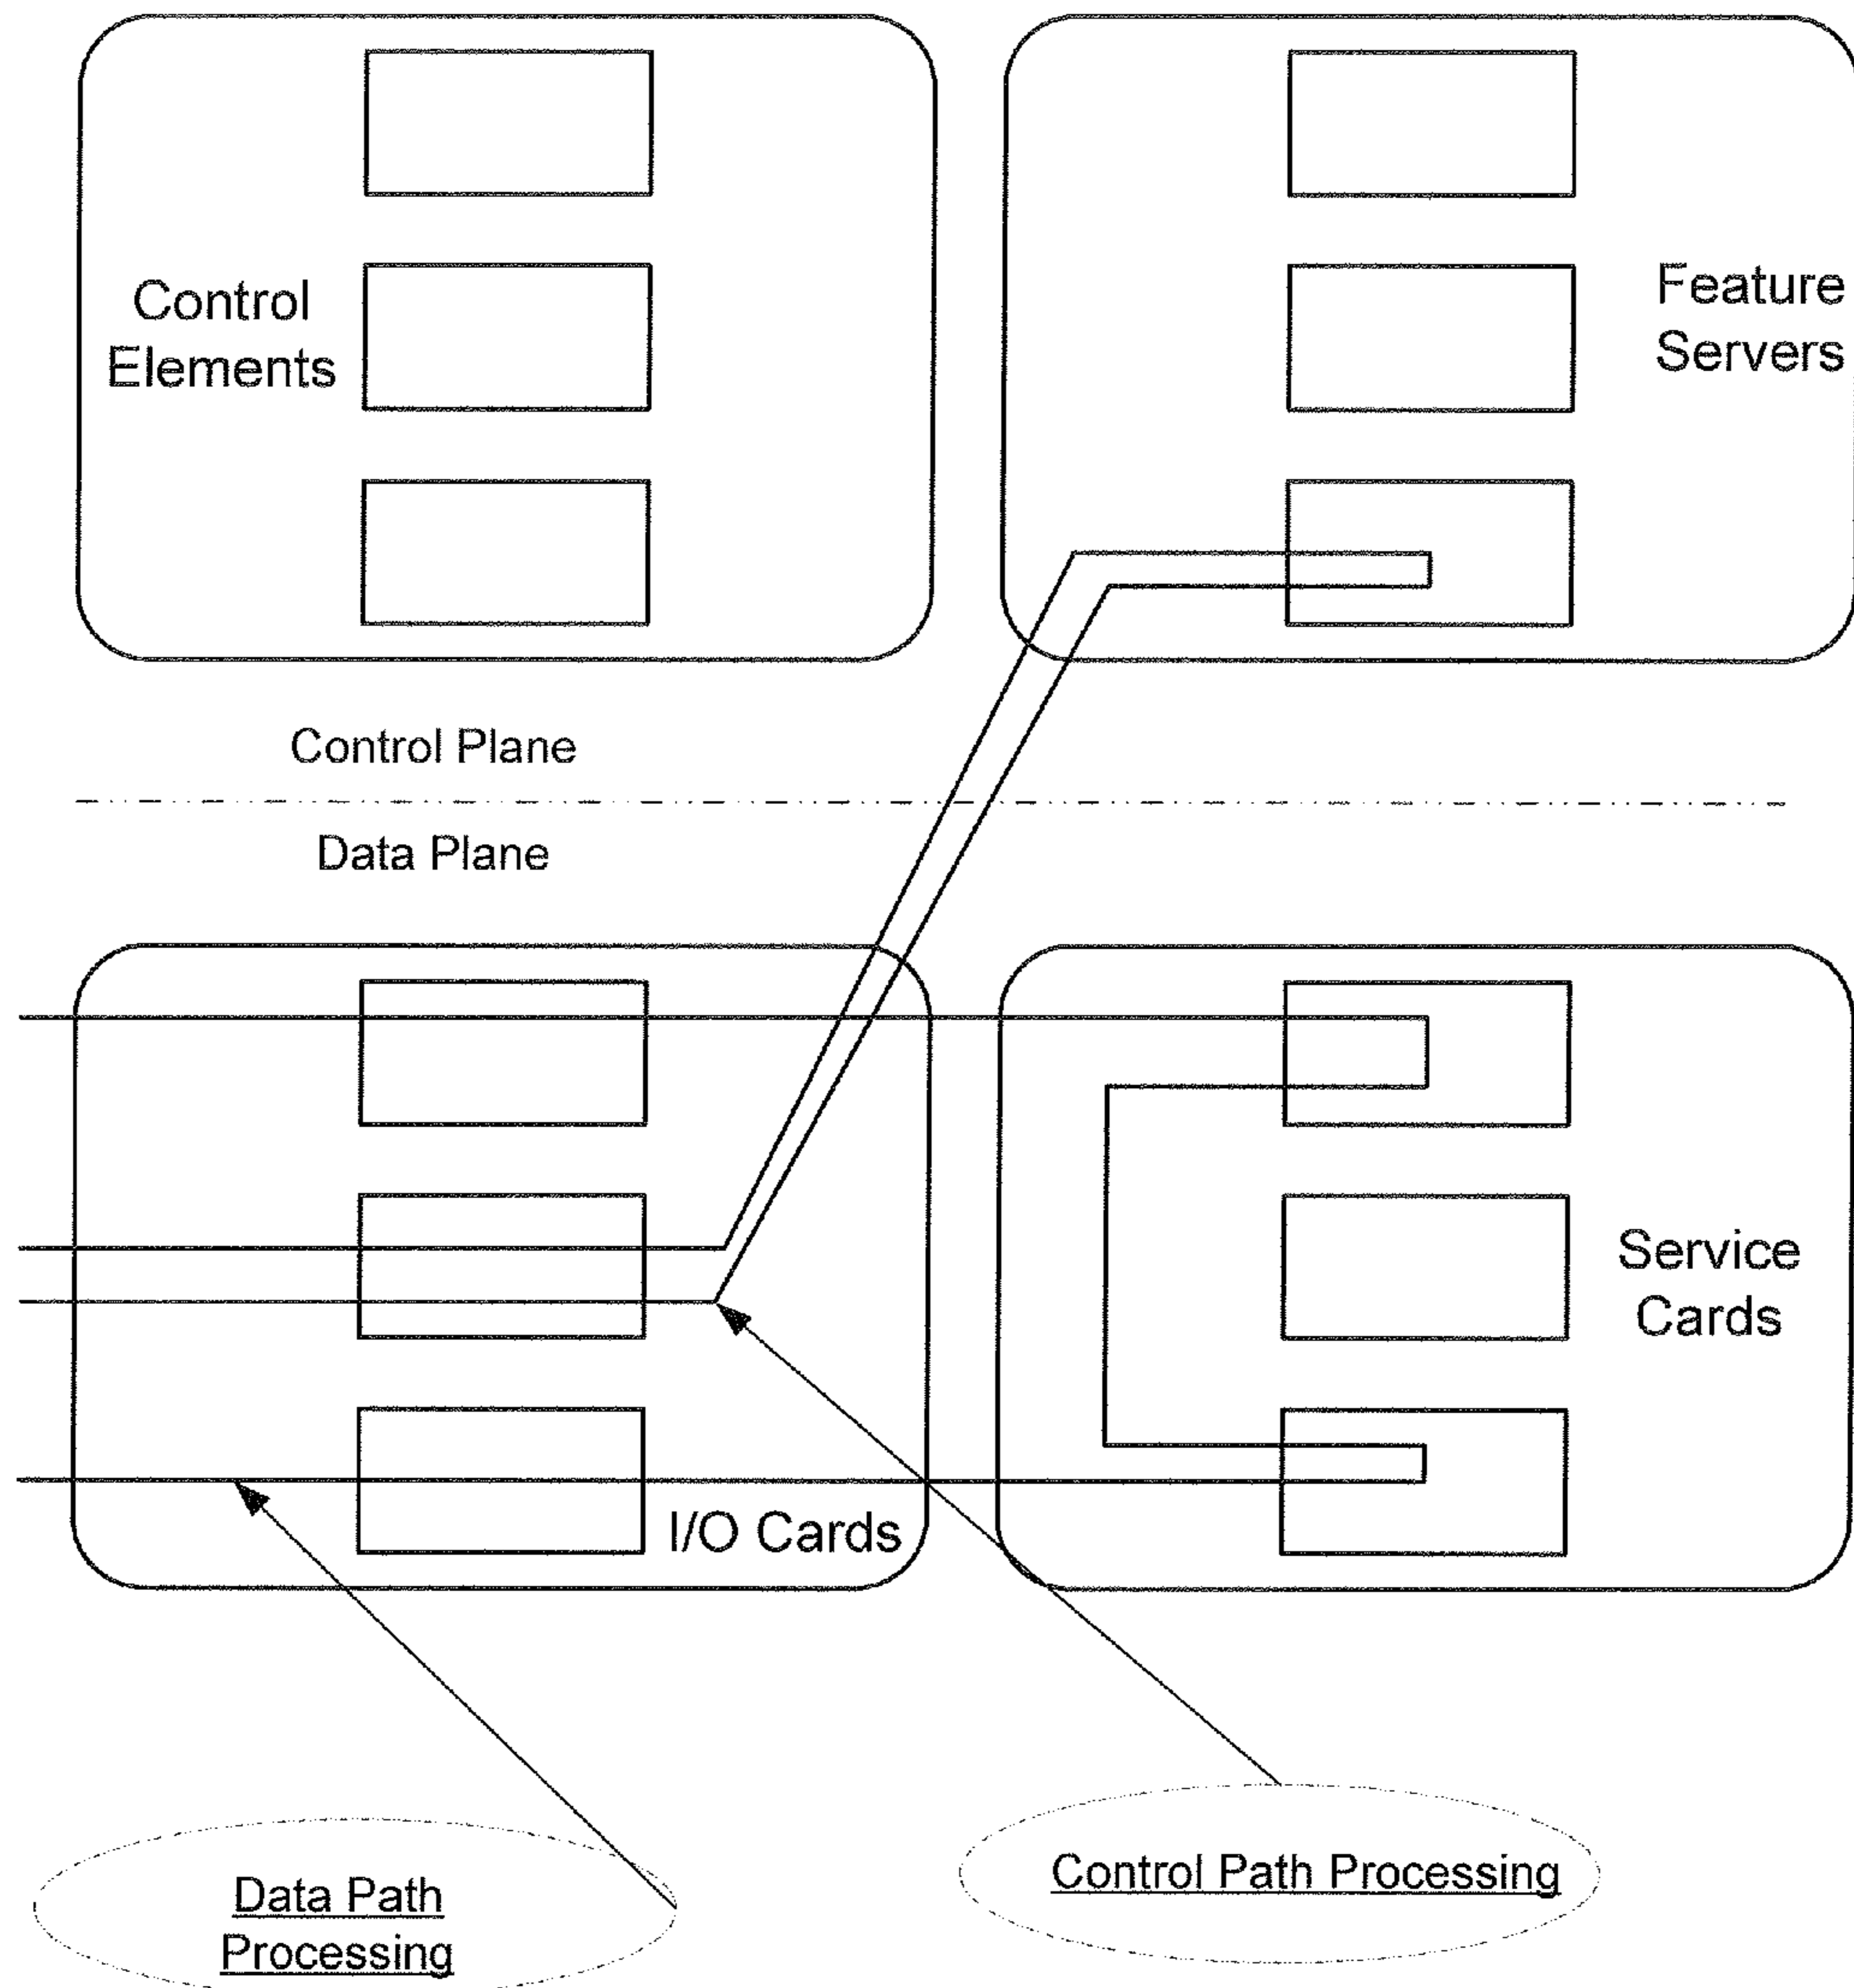 Control
Elements
Feature
Servers
Control Plane
Data Plane
Service
Cards
I/O Cards
Control Path Processing
Data Path
Processing